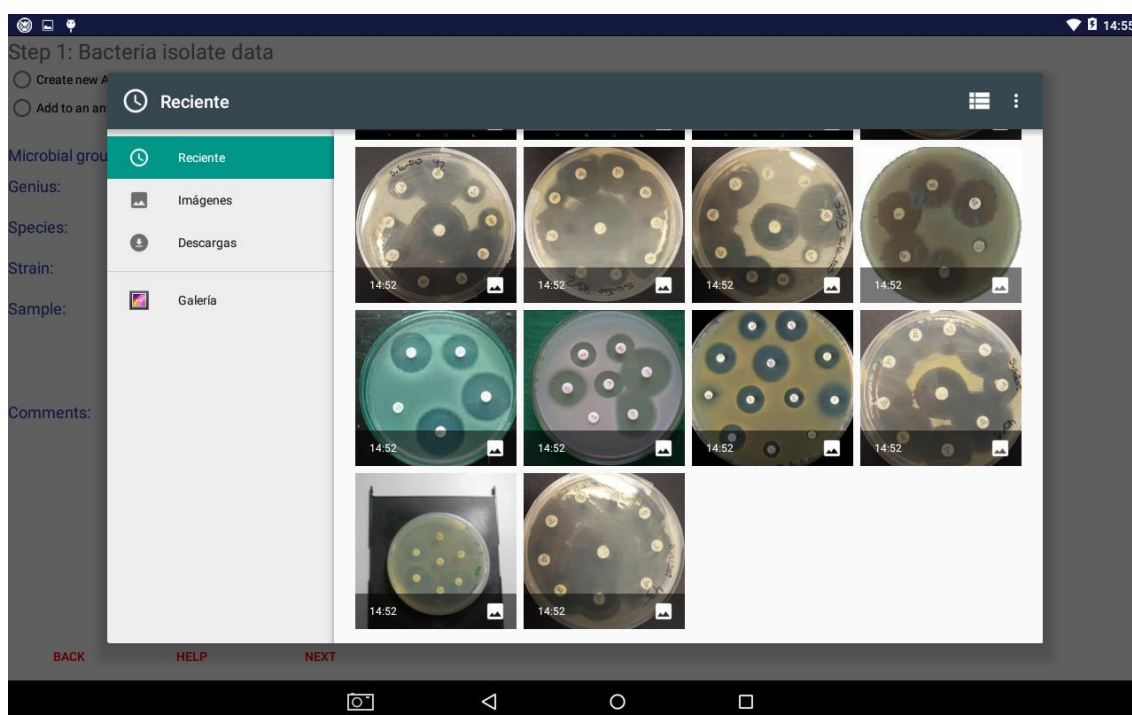 14:55
Step 1: Bacteria isolate data
Create new A
Add to an an
Reciente
Microbial grou
Genius:
Species:
Strain:
Sample:
Comments:
Reciente
Imágenes
Descargas
Galería
14:52
14:52
14:52
14:52
14:52
14:52
14:52
14:52
14:52
14:52
BACK
HELP
NEXT